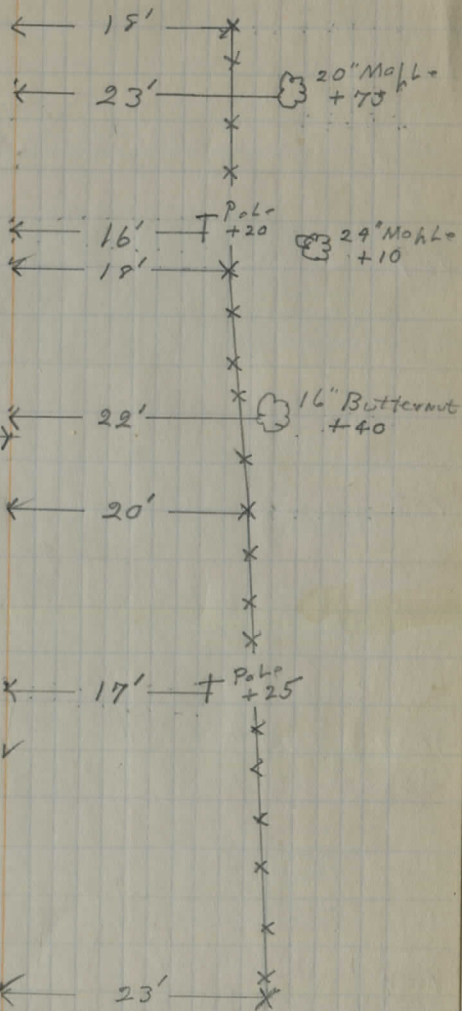 18'
23'
20" Maple
+75
Pole
+20
16'
24" Maple
+10
18'
22'
16" Butternut
+40
20'
Pole
+25
17'
23'